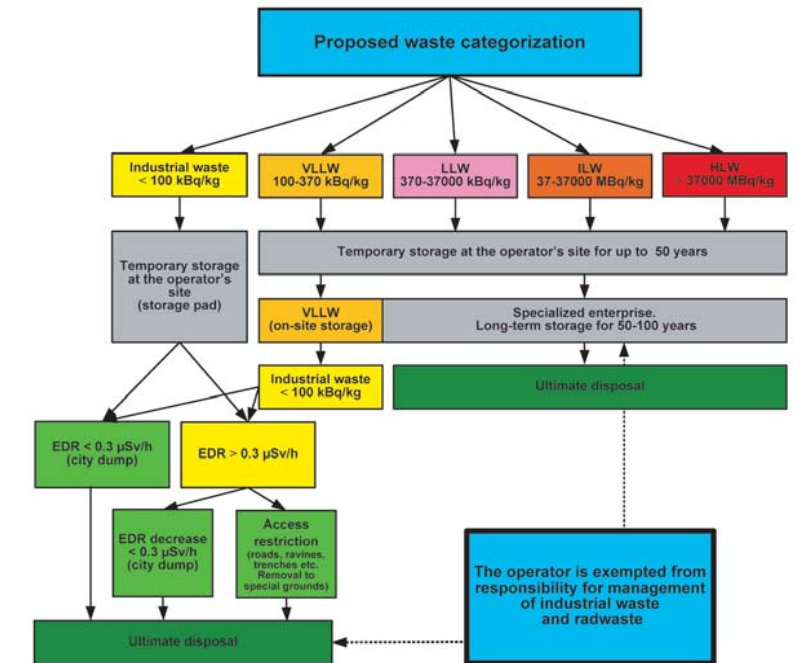 Proposed waste categorization
Industrial waste
< 100 kBq/kg
VLLW
100-370 kBq/kg
LLW
370-37000 kBq/kg
ILW
37-37000 MBq/kg
HLW
> 37000 MBq/kg
Temporary storage
at the operator's
site
(storage pad)
Temporary storage at the operator's site for up to 50 years
VLLW
(on-site storage)
Specialized enterprise.
Long-term storage for 50-100 years
Industrial waste
< 100 kBq/kg
Ultimate disposal
EDR < 0.3 µSv/h
(city dump)
EDR > 0.3 µSv/h
EDR decrease
< 0.3 µSv/h
(city dump)
Access
restriction
(roads, ravines,
trenches etc.
Removal to
special grounds)
The operator is exempted from
responsibility for management
of industrial waste
and radwaste
Ultimate disposal